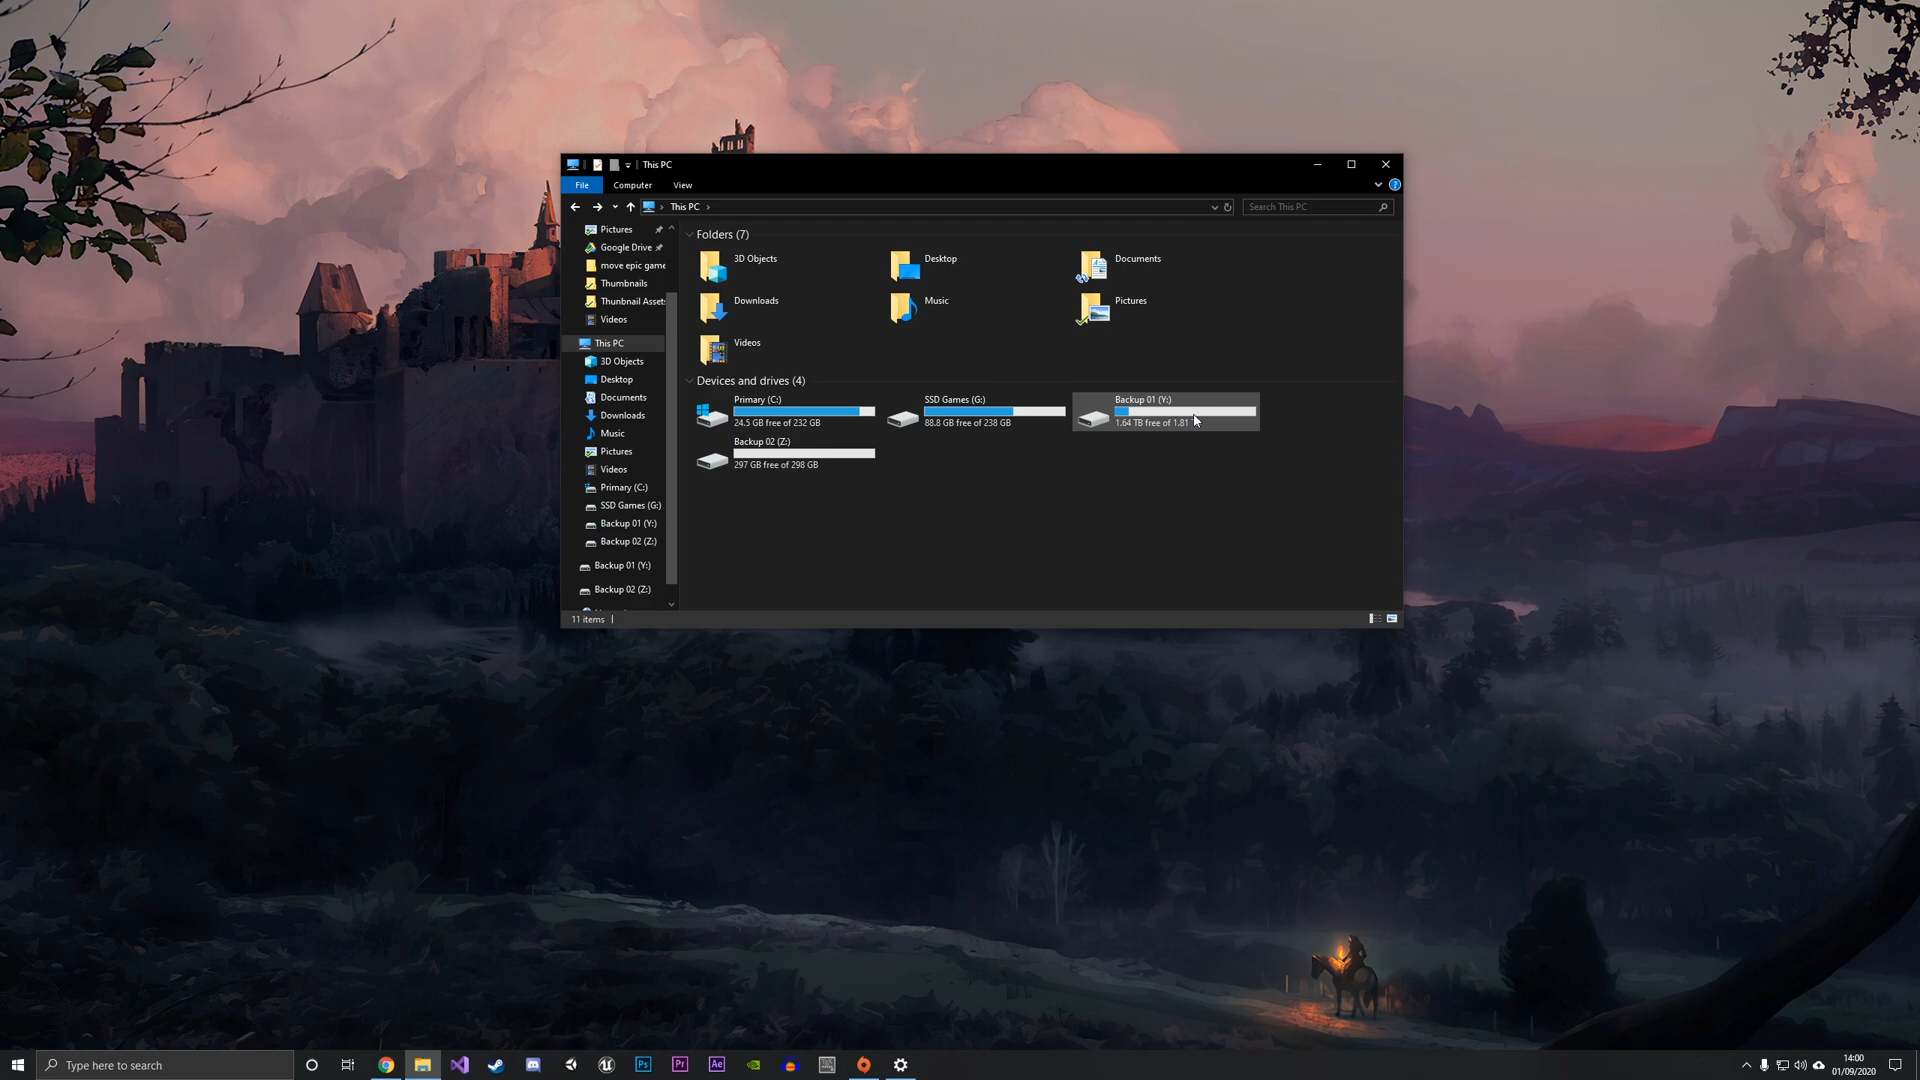 This PC
File Computer View
This PC
Search This PC
Pictures
Google Drive
move epic game
Thumbnails
Thunbnail Assets
Videos
This PC
3D Objects
Desktop
Documents
Downloads
Music
Pictures
Videos
Primary (C:)
SSD Games (G:)
Backup 01 (Y:)
Backup 02 (Z:)
Backup 01 (Y:)
Backup 02 (Z:)
Folders (7)
3D Objects
Desktop
Documents
Downloads
Music
Pictures
Videos
Devices and drives (4)
Primary (C:)
24.5 GB free of 232 GB
SSD Games (G:)
88.8 GB free of 238 GB
Backup 01 (Y:)
1.64 TB free of 1.81
Backup 02 (Z:)
297 GB free of 298 GB
11 items
Type here to search
Ps
Pr
Ae
14:00
01/09/2020